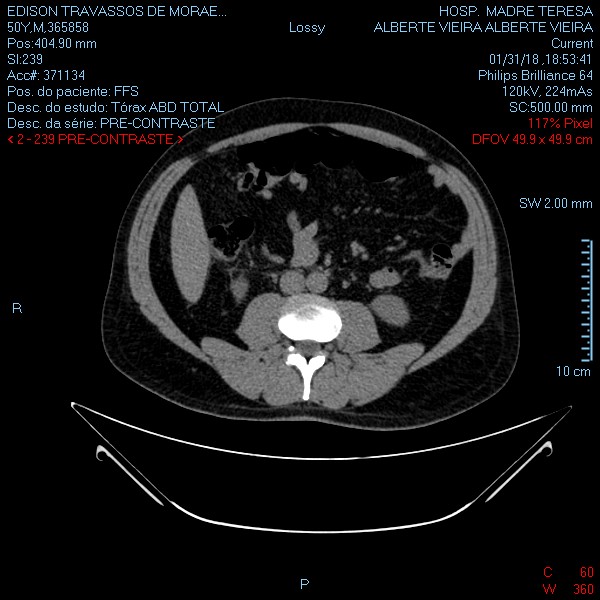 EDISON TRAVASSOS DE MORAE...
50Y,M,365858
Pos:404.90 mm
SI:239
Acc#: 371134
Pos. do paciente: FFS
Desc. do estudo: Tórax ABD TOTAL
Desc. da série: PRE-CONTRASTE
< 2 - 239 PRE-CONTRASTE >
Lossy
HOSP. MADRE TERESA
ALBERTE VIEIRA ALBERTE VIEIRA
Current
01/31/18 ,18:53:41
Philips Brilliance 64
120kV, 224mAs
SC:500.00 mm
117% Pixel
DFOV 49.9 x 49.9 cm
SW 2.00 mm
R
10 cm
P
C 60
W 360